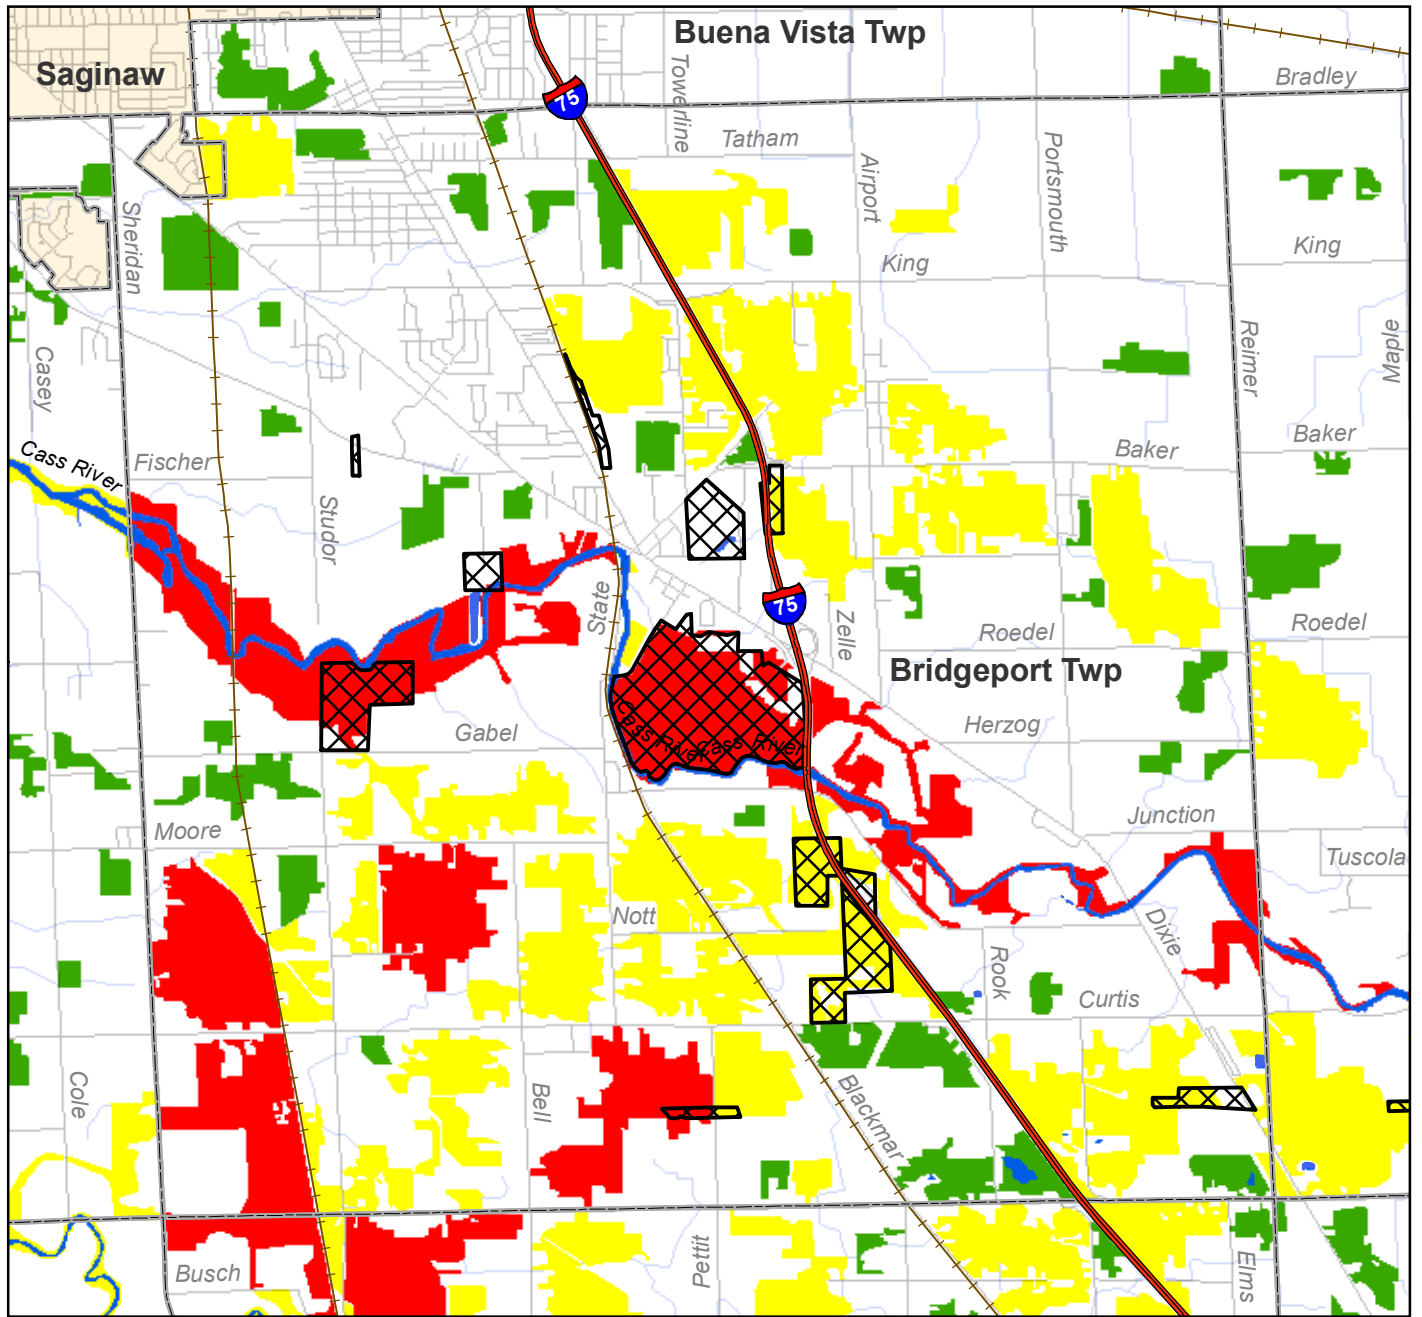 Buena Vista Twp
Saginaw
Bradley
75
Towerline
Tatham
Airport
Portsmouth
Sheridan
King
King
Casey
Reimer
Maple
Cass River
Fischer
Baker
Baker
Studor
State
75
Zelle
Roedel
Roedel
Bridgeport Twp
Gabel
Cass River
Cass River
Herzog
Moore
Junction
Tuscola
Nott
Dixie
Rook
Curtis
Cole
Bell
Blackmar
Busch
Pettit
Elms